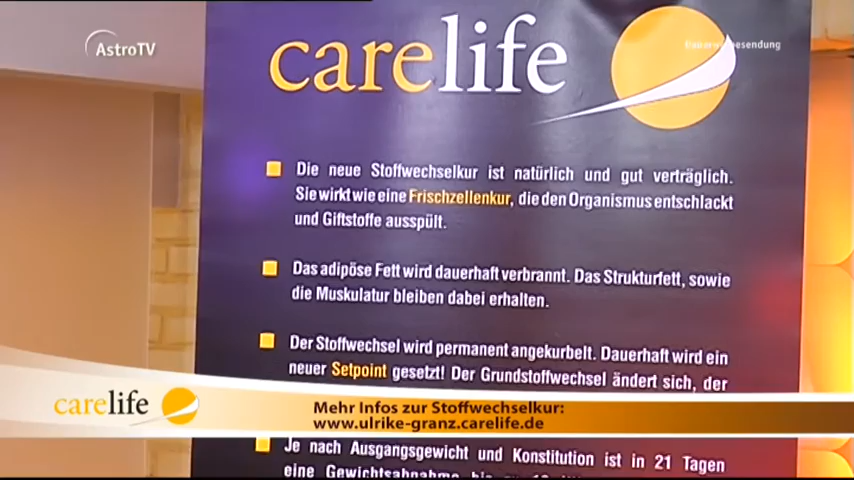 AstroTV
carelife
Die neue Stoffwechselkur ist natürlich und gut verträglich.
Sie wirkt wie eine Frischzellenkur, die den Organismus entschlackt
und Giftstoffe ausspült.
Das adipöse Fett wird dauerhaft verbrannt. Das Strukturfett, sowie
die Muskulatur bleiben dabei erhalten.
Der Stoffwechsel wird permanent angekurbelt. Dauerhaft wird ein
neuer Setpoint gesetzt! Der Grundstoffwechsel ändert sich, der
carelife
Mehr Infos zur Stoffwechselkur:
www.ulrike-granz.carelife.de
Je nach Ausgangsgewicht und Konstitution ist in 21 Tagen
eine Gewichtsabnahme